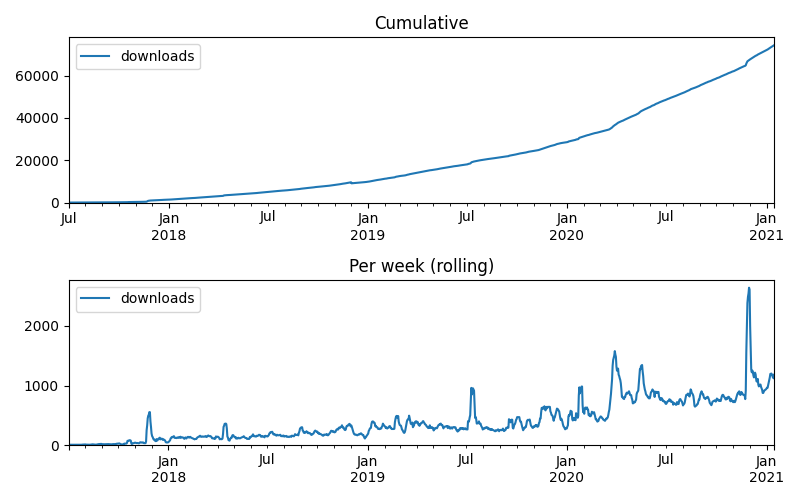 Cumulative
downloads
60000
40000
20000
0
Jul Jan Jul Jan Jul Jan Jul Jan
2018 2019 2020 2021
Per week (rolling)
downloads
2000
1000
0
Jan Jul Jan Jul Jan Jul Jan
2018 2019 2020 2021